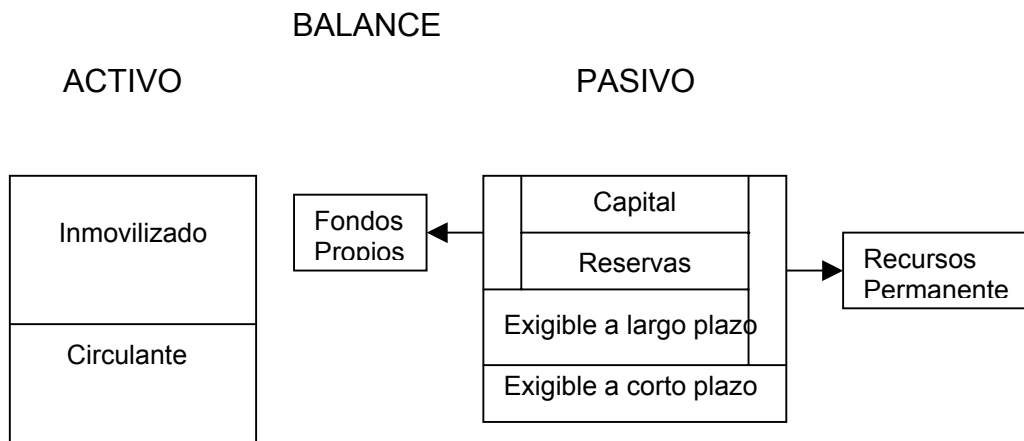 BALANCE
ACTIVO
PASIVO
Inmovilizado
Circulante
Fondos
Propios
Capital
Reservas
Exigible a largo plazo
Exigible a corto plazo
Recursos
Permanente